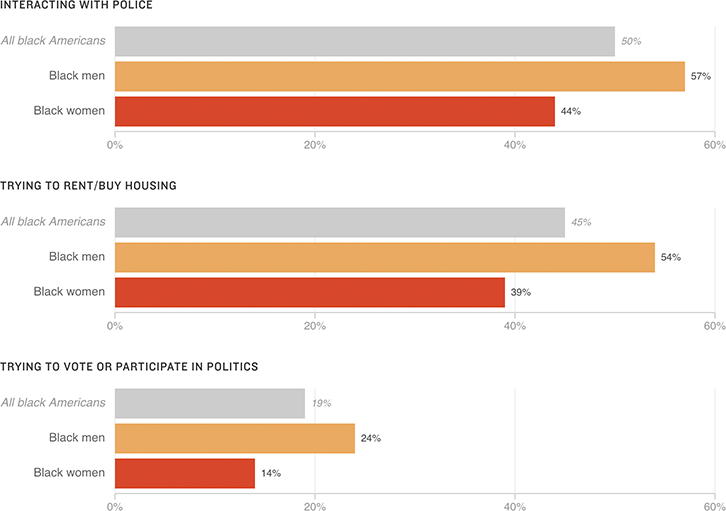 INTERACTING WITH POLICE
All black Americans 50%
Black men 57%
Black women 44%
0% 20% 40% 60%
TRYING TO RENT/BUY HOUSING
All black Americans 45%
Black men 54%
Black women 39%
0% 20% 40% 60%
TRYING TO VOTE OR PARTICIPATE IN POLITICS
All black Americans 19%
Black men 24%
Black women 14%
0% 20% 40% 60%